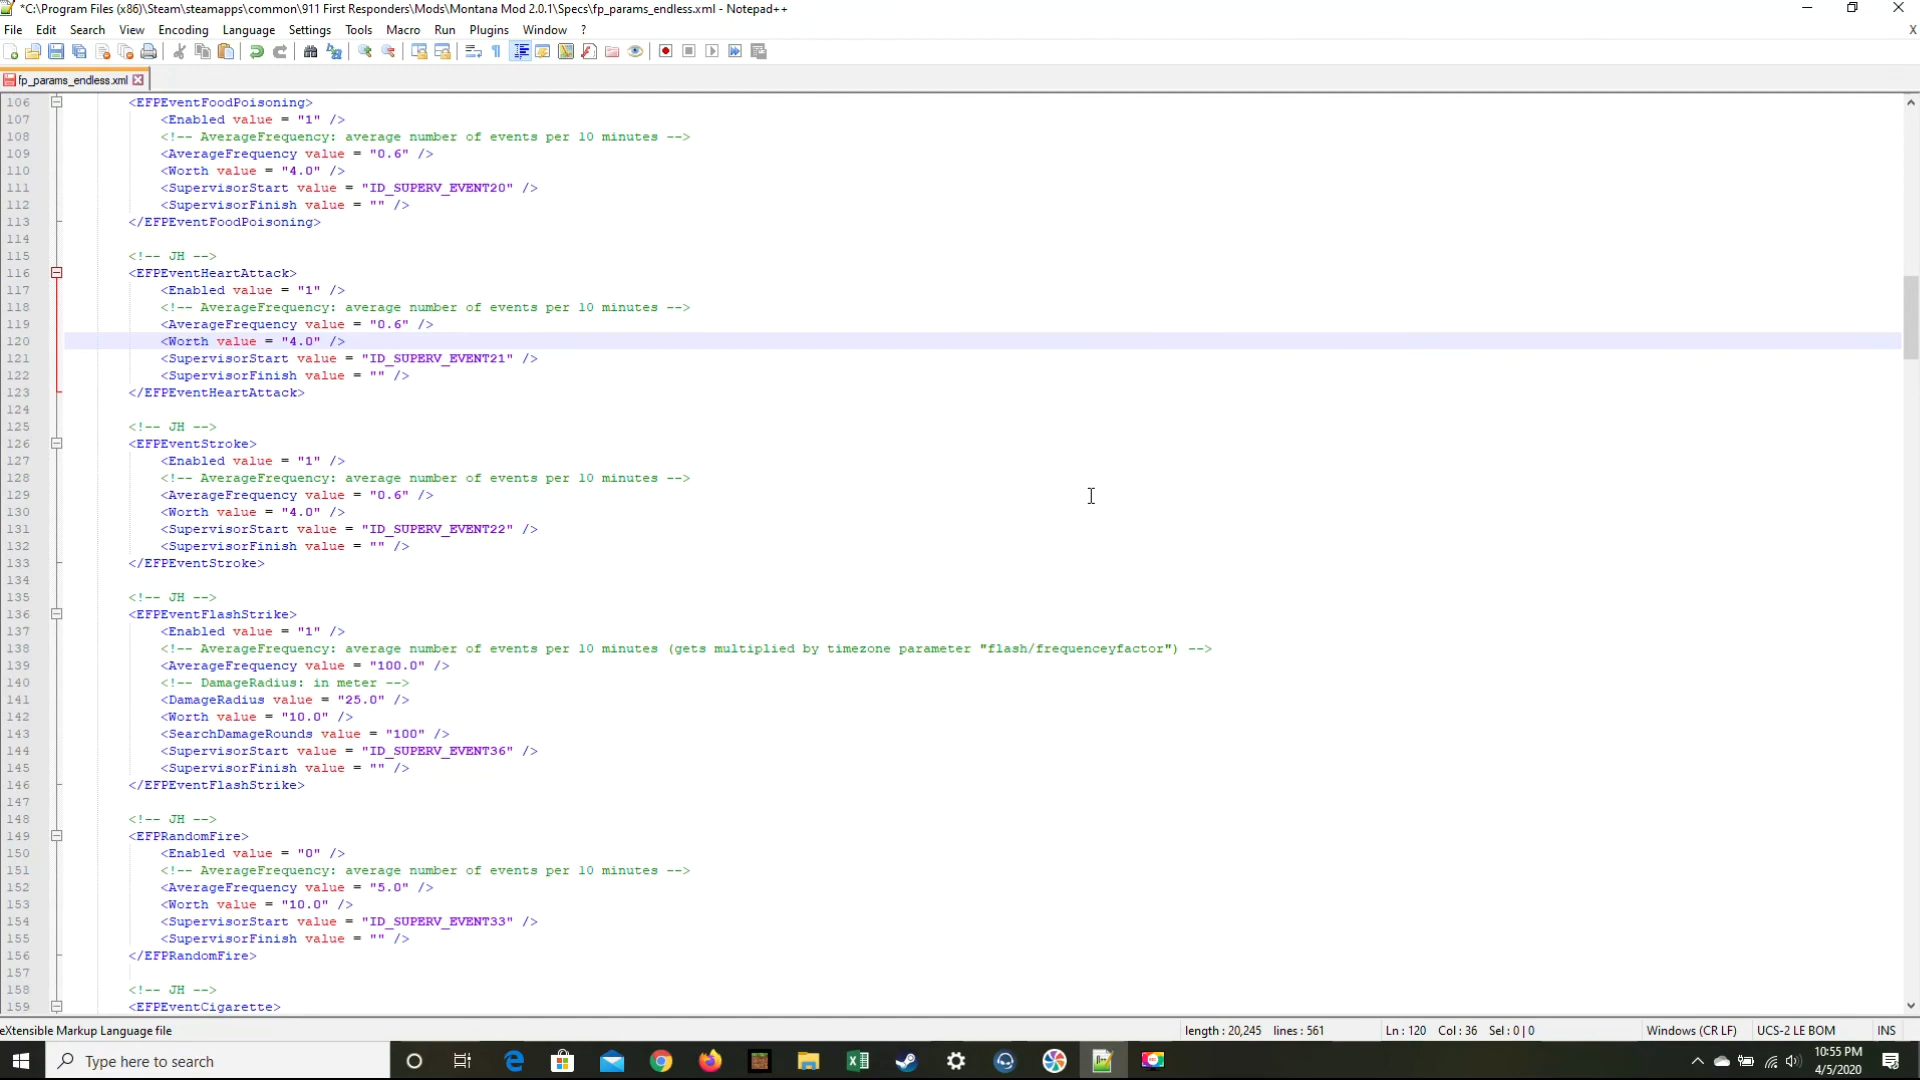 *C:\Program Files (x86)\Steam\steamapps\common\911 First Responders\Mods\Montana Mod 2.0.1\Specs\fp_params_endless.xml - Notepad++
File Edit Search View Encoding Language Settings Tools Macro Run Plugins Window ? X
fp_params_endless.xml
106 <EFPEventFoodPoisoning>
107 <Enabled value = "1" />
108 <!-- AverageFrequency: average number of events per 10 minutes -->
109 <AverageFrequency value = "0.6" />
110 <Worth value = "4.0" />
111 <SupervisorStart value = "ID_SUPERV_EVENT20" />
112 <SupervisorFinish value = "" />
113 </EFPEventFoodPoisoning>
114
115 <!-- JH -->
116 <EFPEventHeartAttack>
117 <Enabled value = "1" />
118 <!-- AverageFrequency: average number of events per 10 minutes -->
119 <AverageFrequency value = "0.6" />
120 <Worth value = "4.0" />
121 <SupervisorStart value = "ID_SUPERV_EVENT21" />
122 <SupervisorFinish value = "" />
123 </EFPEventHeartAttack>
124
125 <!-- JH -->
126 <EFPEventStroke>
127 <Enabled value = "1" />
128 <!-- AverageFrequency: average number of events per 10 minutes -->
129 <AverageFrequency value = "0.6" />
130 <Worth value = "4.0" />
131 <SupervisorStart value = "ID_SUPERV_EVENT22" />
132 <SupervisorFinish value = "" />
133 </EFPEventStroke>
134
135 <!-- JH -->
136 <EFPEventFlashStrike>
137 <Enabled value = "1" />
138 <!-- AverageFrequency: average number of events per 10 minutes (gets multiplied by timezone parameter "flash/frequenceyfactor") -->
139 <AverageFrequency value = "100.0" />
140 <!-- DamageRadius: in meter -->
141 <DamageRadius value = "25.0" />
142 <Worth value = "10.0" />
143 <SearchDamageRounds value = "100" />
144 <SupervisorStart value = "ID_SUPERV_EVENT36" />
145 <SupervisorFinish value = "" />
146 </EFPEventFlashStrike>
147
148 <!-- JH -->
149 <EFPRandomFire>
150 <Enabled value = "0" />
151 <!-- AverageFrequency: average number of events per 10 minutes -->
152 <AverageFrequency value = "5.0" />
153 <Worth value = "10.0" />
154 <SupervisorStart value = "ID_SUPERV_EVENT33" />
155 <SupervisorFinish value = "" />
156 </EFPRandomFire>
157
158 <!-- JH -->
159 <EFPEventCigarette>
eXtensible Markup Language file length : 20,245 lines : 561 Ln : 120 Col : 36 Sel : 0 | 0 Windows (CR LF) UCS-2 LE BOM INS
Type here to search
10:55 PM
4/5/2020